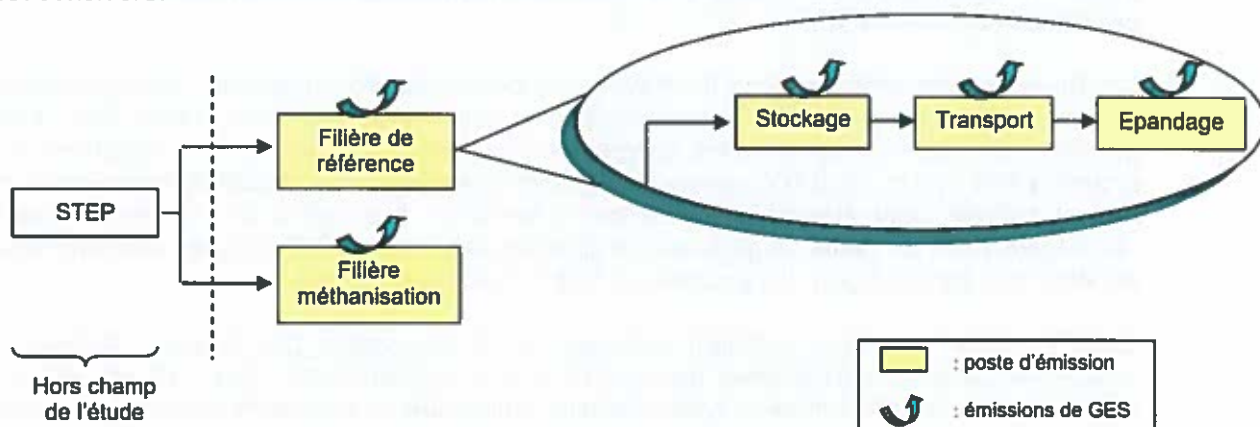 Stockage
Transport
Epandage
Filière de
référence
STEP
Filière
méthanisation
Hors champ
de l'étude
: poste d'émission
: émissions de GES